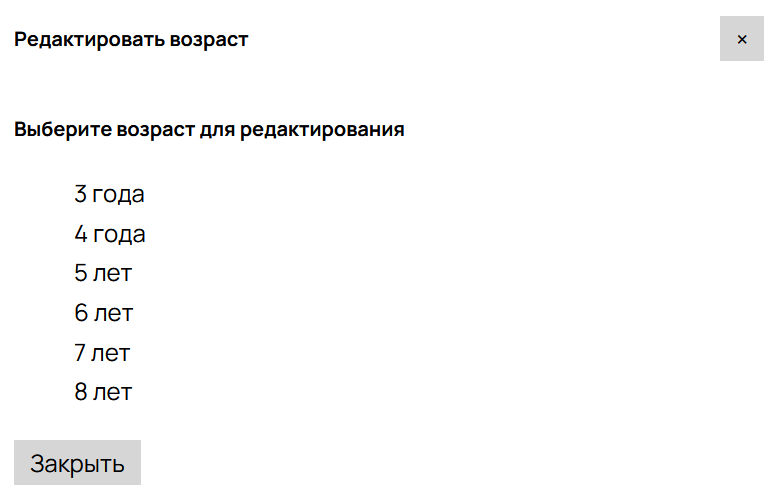 Редактировать возраст
×
Выберите возраст для редактирования
3 года
4 года
5 лет
6 лет
7 лет
8 лет
Закрыть